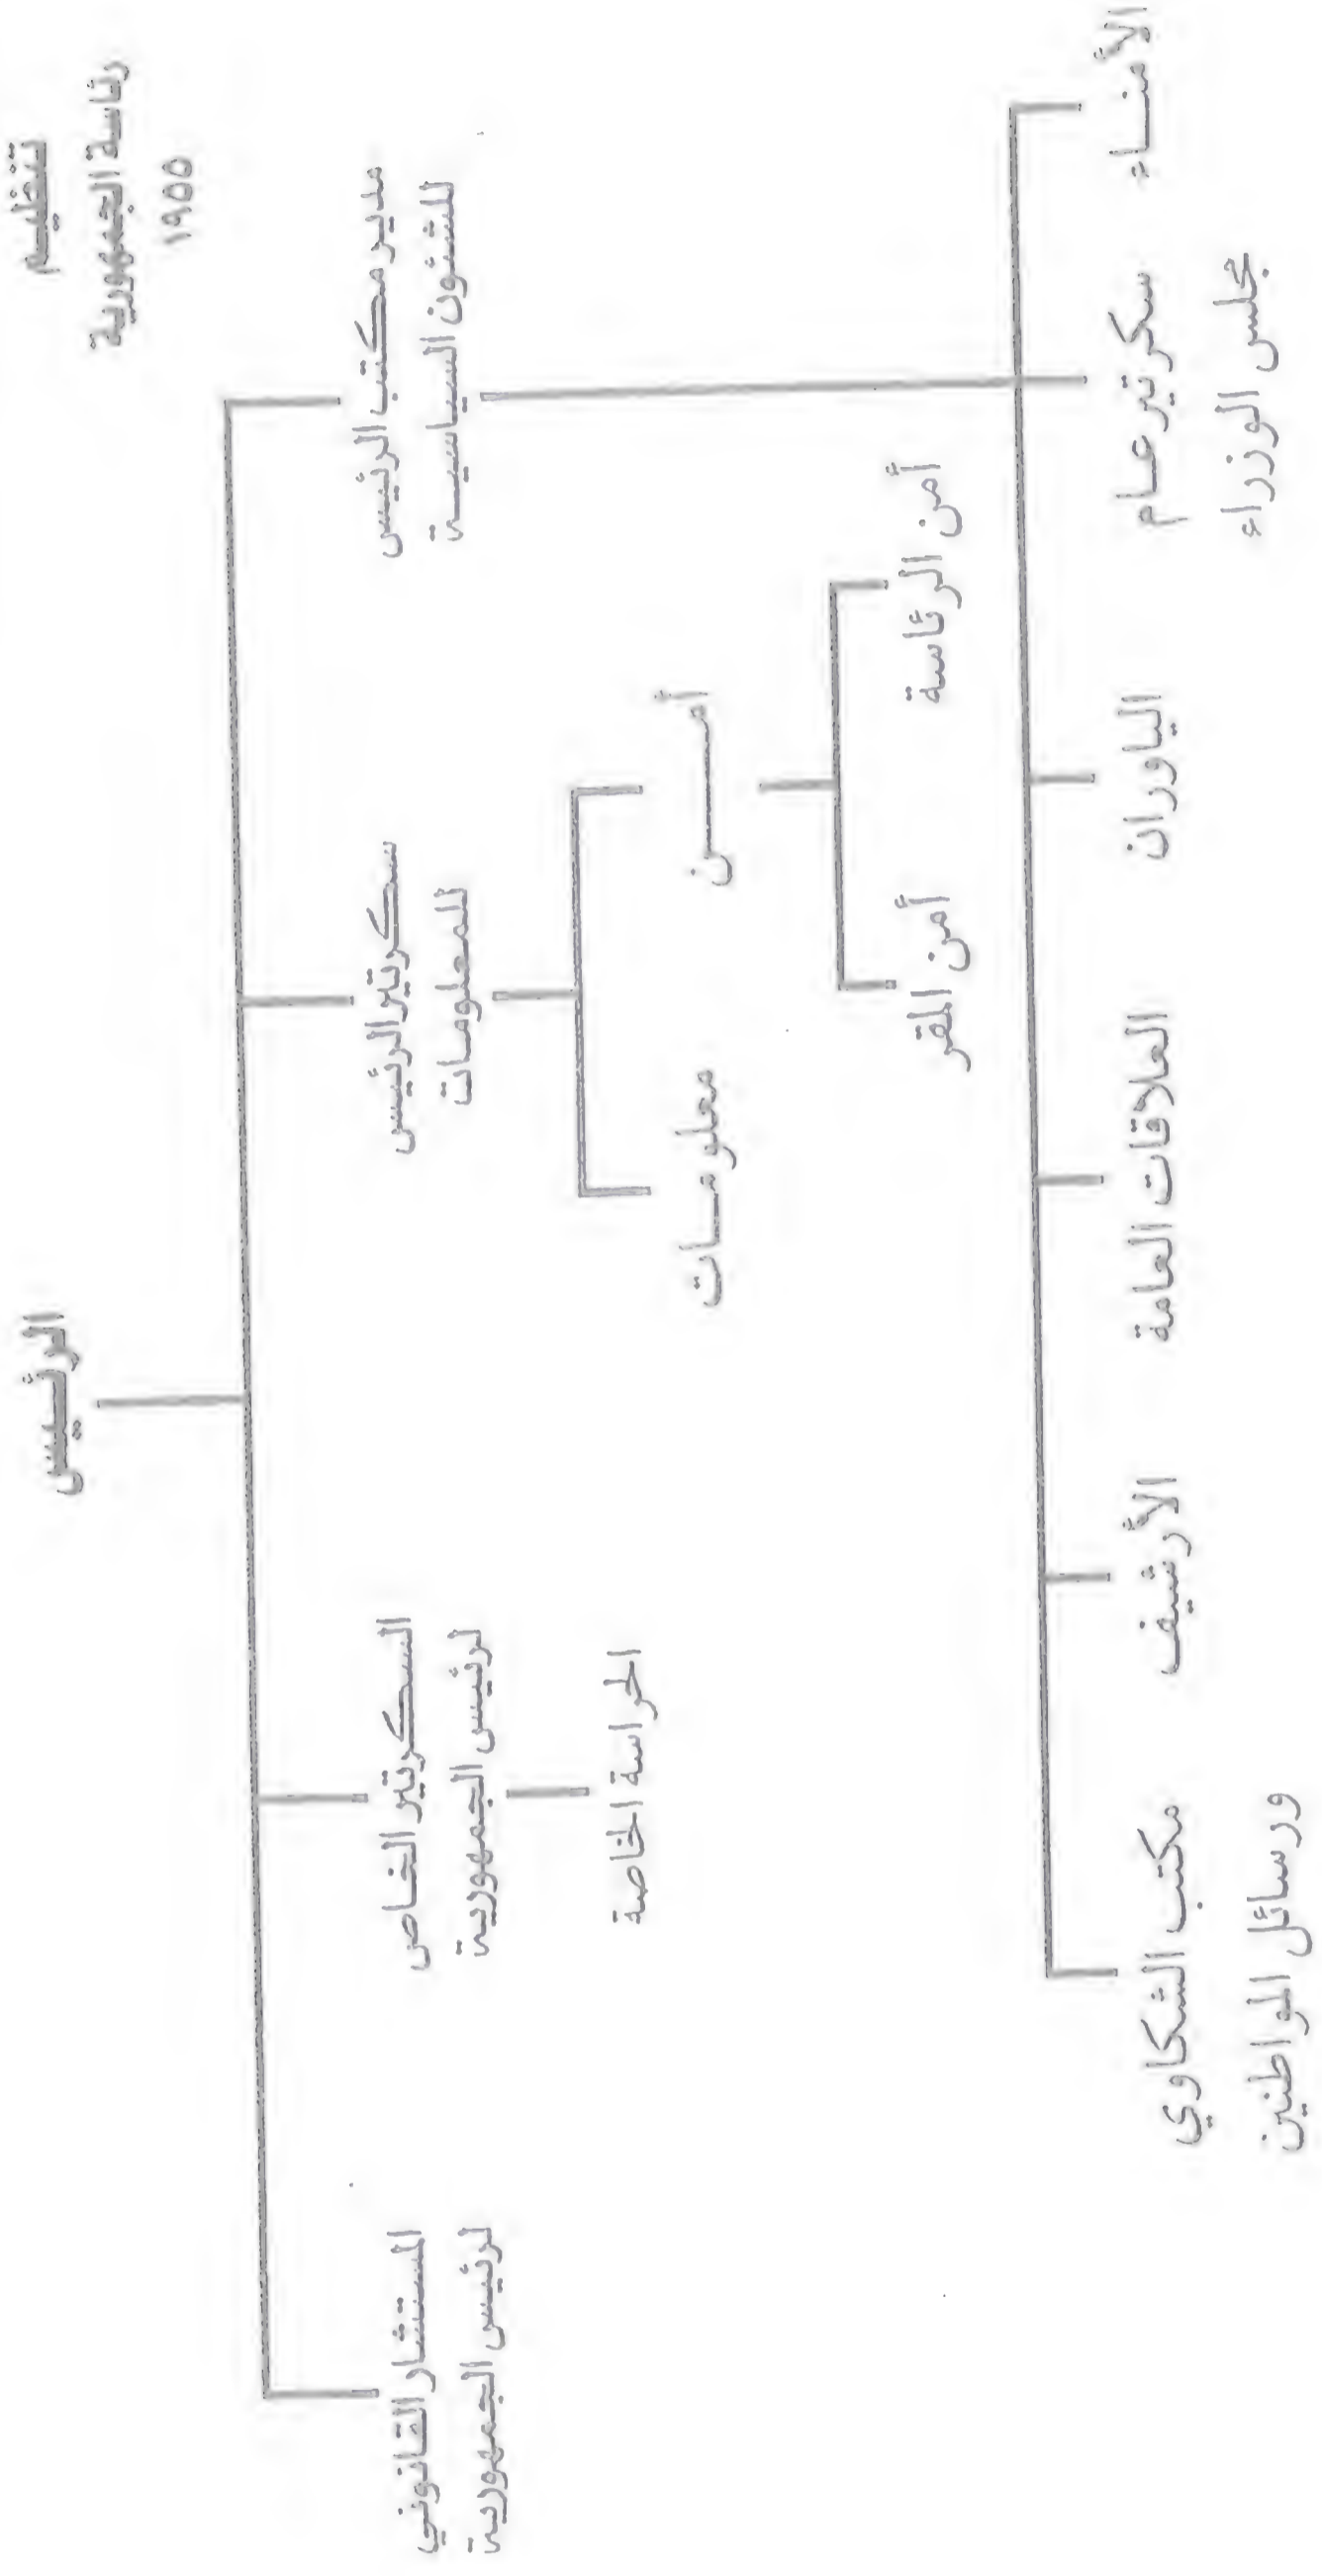 تنظيم
رئاسة الجمهورية
١٩٥٥
الرئيس
مدير مكتب الرئيس
للشئون السياسية
سكرتير الرئيس
للمعلومات
السكرتير الخاص
لرئيس الجمهورية
المستشار القانوني
لرئيس الجمهورية
أمن
معلومات
الحراسة الخاصة
أمن الرئاسة
أمن المقر
الأمناء
سكرتير عام
مجلس الوزراء
الياوران
العلاقات العامة
الأرشيف
مكتب الشكاوي
ورسائل المواطنين